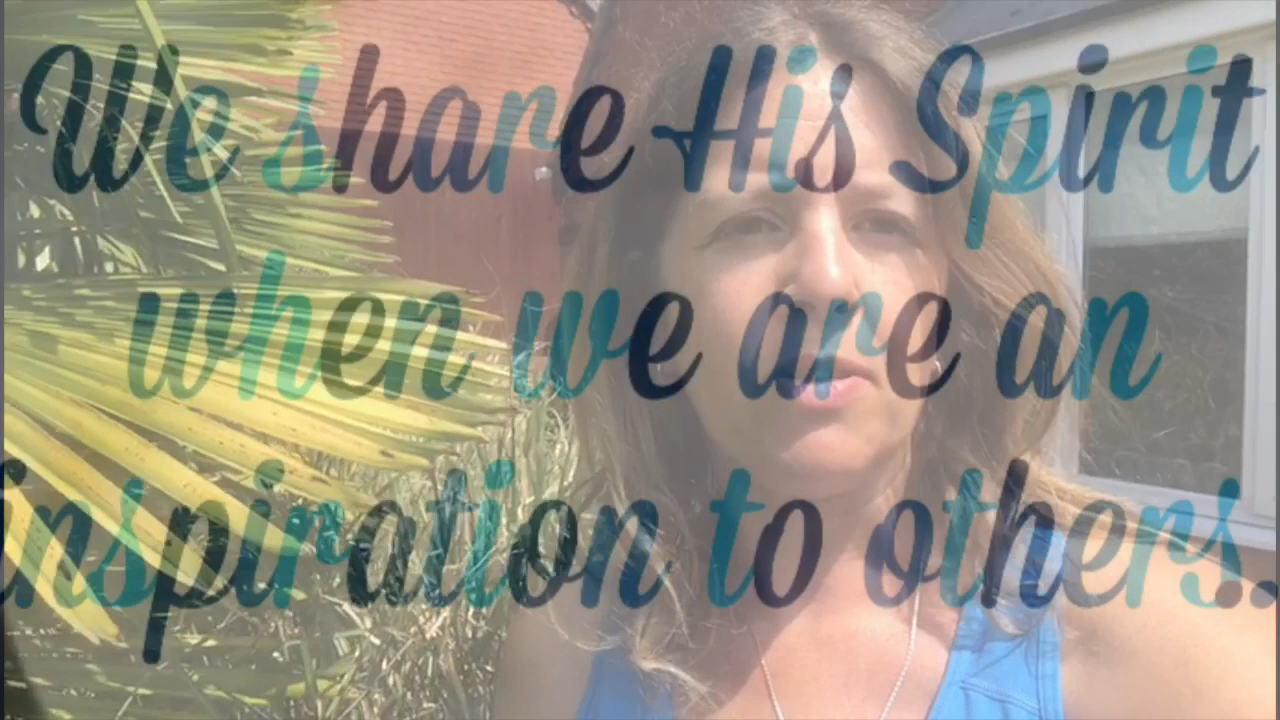 We share His Spirit
when we are an
inspiration to others..